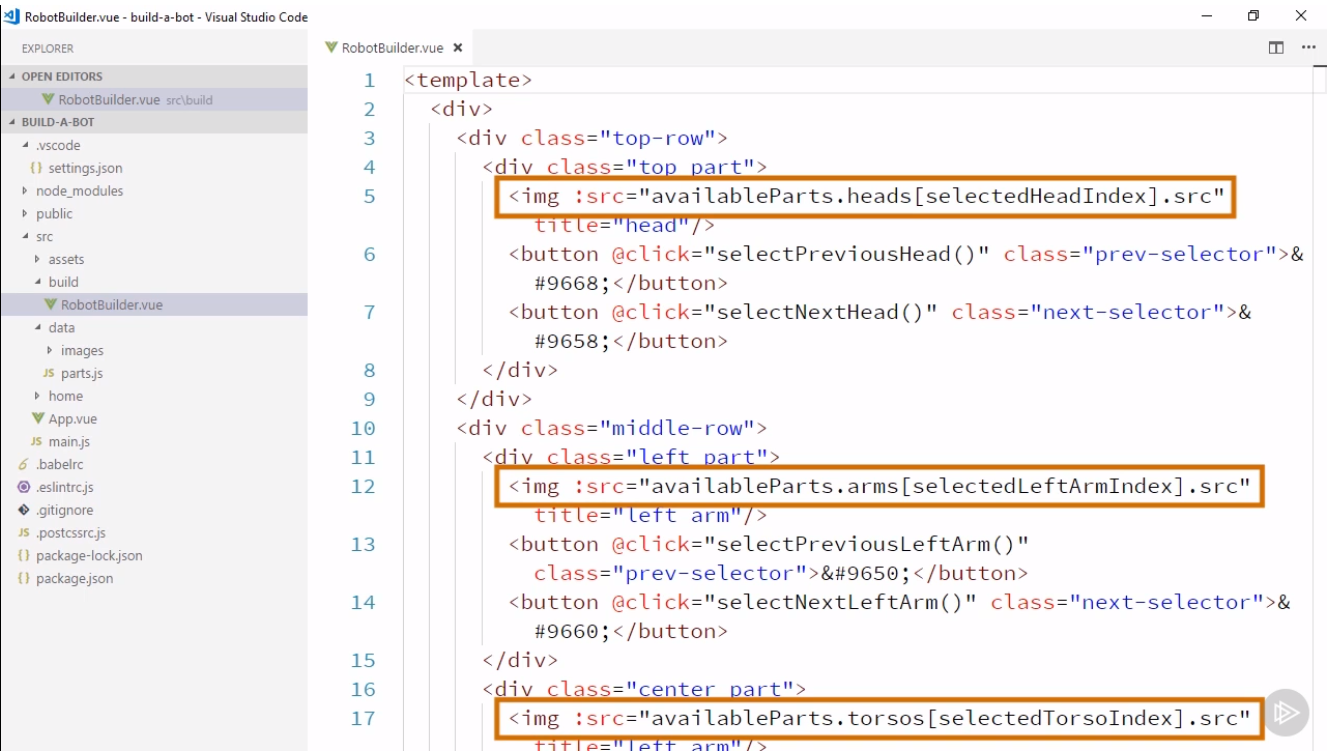 RobotBuilder.vue - build-a-bot - Visual Studio Code
EXPLORER
OPEN EDITORS
RobotBuilder.vue src\build
BUILD-A-BOT
.vscode
{} settings.json
node_modules
public
src
assets
build
RobotBuilder.vue
data
images
JS parts.js
home
App.vue
JS main.js
.babelrc
.eslintrc.js
.gitignore
JS .postcssrc.js
{} package-lock.json
{} package.json
RobotBuilder.vue
1 <template>
2 <div>
3 <div class="top-row">
4 <div class="top part">
5 <img :src="availableParts.heads[selectedHeadIndex].src"
title="head"/>
6 <button @click="selectPreviousHead()" class="prev-selector">&
#9668;</button>
7 <button @click="selectNextHead()" class="next-selector">&
#9658;</button>
8 </div>
9 </div>
10 <div class="middle-row">
11 <div class="left part">
12 <img :src="availableParts.arms[selectedLeftArmIndex].src"
title="left arm"/>
13 <button @click="selectPreviousLeftArm()"
class="prev-selector">&#9650;</button>
14 <button @click="selectNextLeftArm()" class="next-selector">&
#9660;</button>
15 </div>
16 <div class="center part">
17 <img :src="availableParts.torsos[selectedTorsoIndex].src"
title="left arm"/>